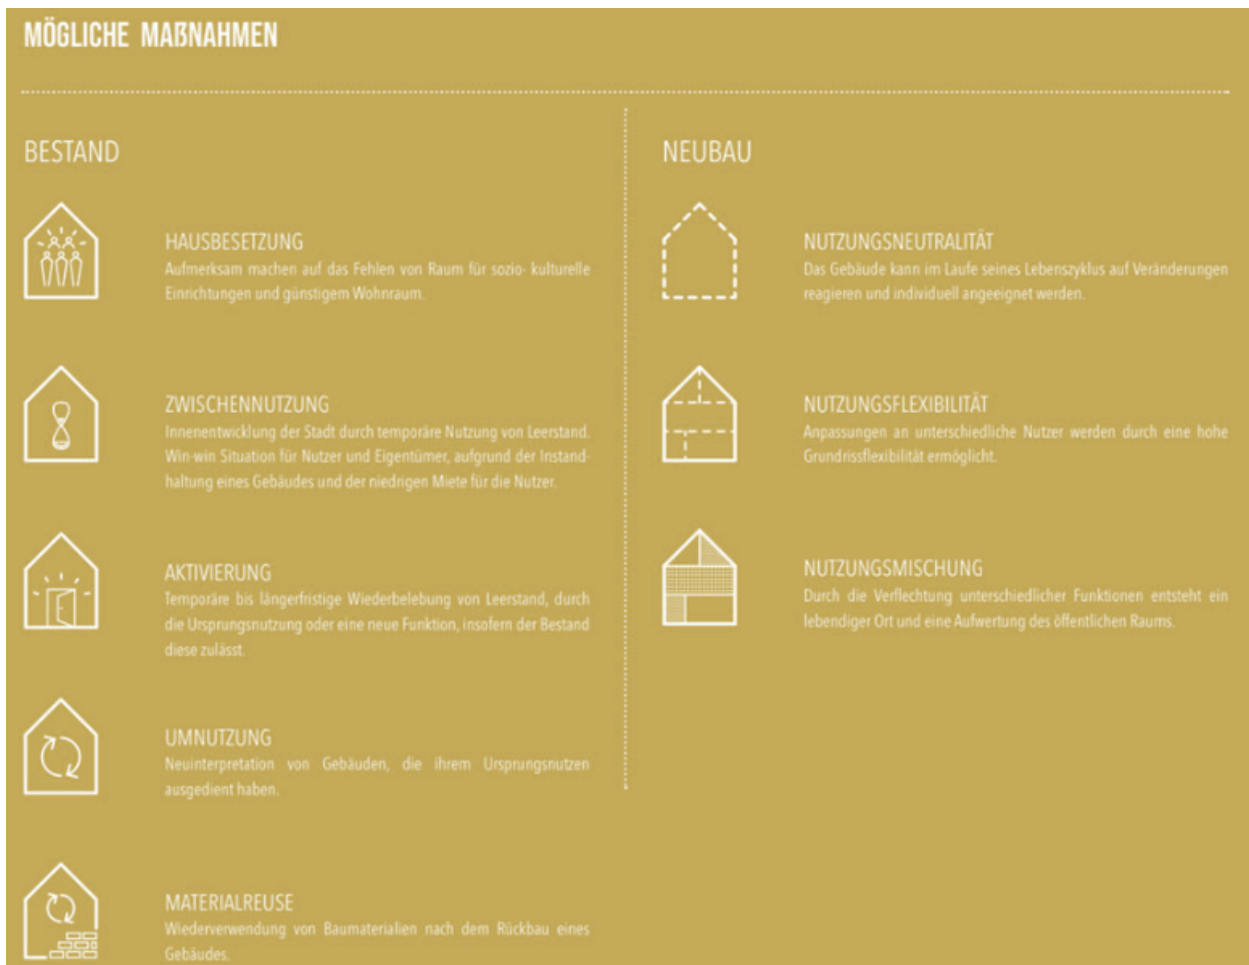 MÖGLICHE MAßNAHMEN
BESTAND
HAUSBESETZUNG
Aufmerksam machen auf das Fehlen von Raum für sozio- kulturelle
Einrichtungen und günstigem Wohnraum.
ZWISCHENNUTZUNG
Innenentwicklung der Stadt durch temporäre Nutzung von Leerstand.
Win-win Situation für Nutzer und Eigentümer, aufgrund der Instand-
haltung eines Gebäudes und der niedrigen Miete für die Nutzer.
AKTIVIERUNG
Temporäre bis längerfristige Wiederbelebung von Leerstand, durch
die Ursprungsnutzung oder eine neue Funktion, insofern der Bestand
diese zulässt.
UMNUTZUNG
Neuinterpretation von Gebäuden, die ihrem Ursprungsnutzen
ausgedient haben.
MATERIALREUSE
Wiederverwendung von Baumaterialien nach dem Rückbau eines
Gebäudes.
NEUBAU
NUTZUNGSNEUTRALITÄT
Das Gebäude kann im Laufe seines Lebenszyklus auf Veränderungen
reagieren und individuell angeeignet werden.
NUTZUNGSFLEXIBILITÄT
Anpassungen an unterschiedliche Nutzer werden durch eine hohe
Grundrissflexibilität ermöglicht.
NUTZUNGSMISCHUNG
Durch die Verflechtung unterschiedlicher Funktionen entsteht ein
lebendiger Ort und eine Aufwertung des öffentlichen Raums.